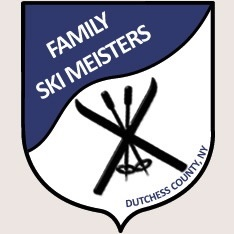 FAMILY
SKI MEISTERS
DUTCHESS COUNTY, NY